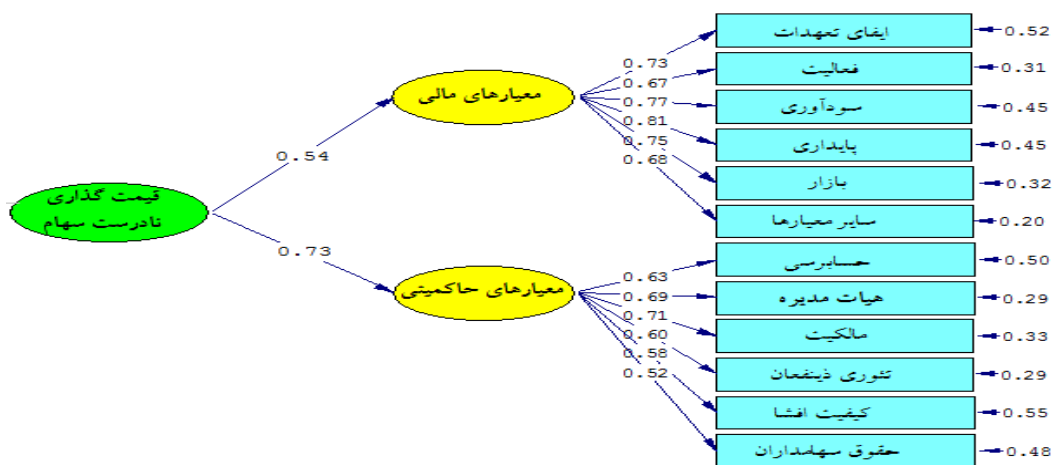 ایفای تعهدات
0.52
فعالیت
0.31
سودآوری
0.45
پایداری
0.45
بازار
0.32
سایر معیارها
0.20
حسابرسی
0.50
هیات مدیره
0.29
مالکیت
0.33
تئوری ذینفعان
0.29
کیفیت افشا
0.55
حقوق سهامداران
0.48
0.73
0.67
0.77
0.81
0.75
0.68
0.63
0.69
0.71
0.60
0.58
0.52
معیارهای مالی
معیارهای حاکمیتی
0.54
0.73
قیمت گذاری
نادرست سهام